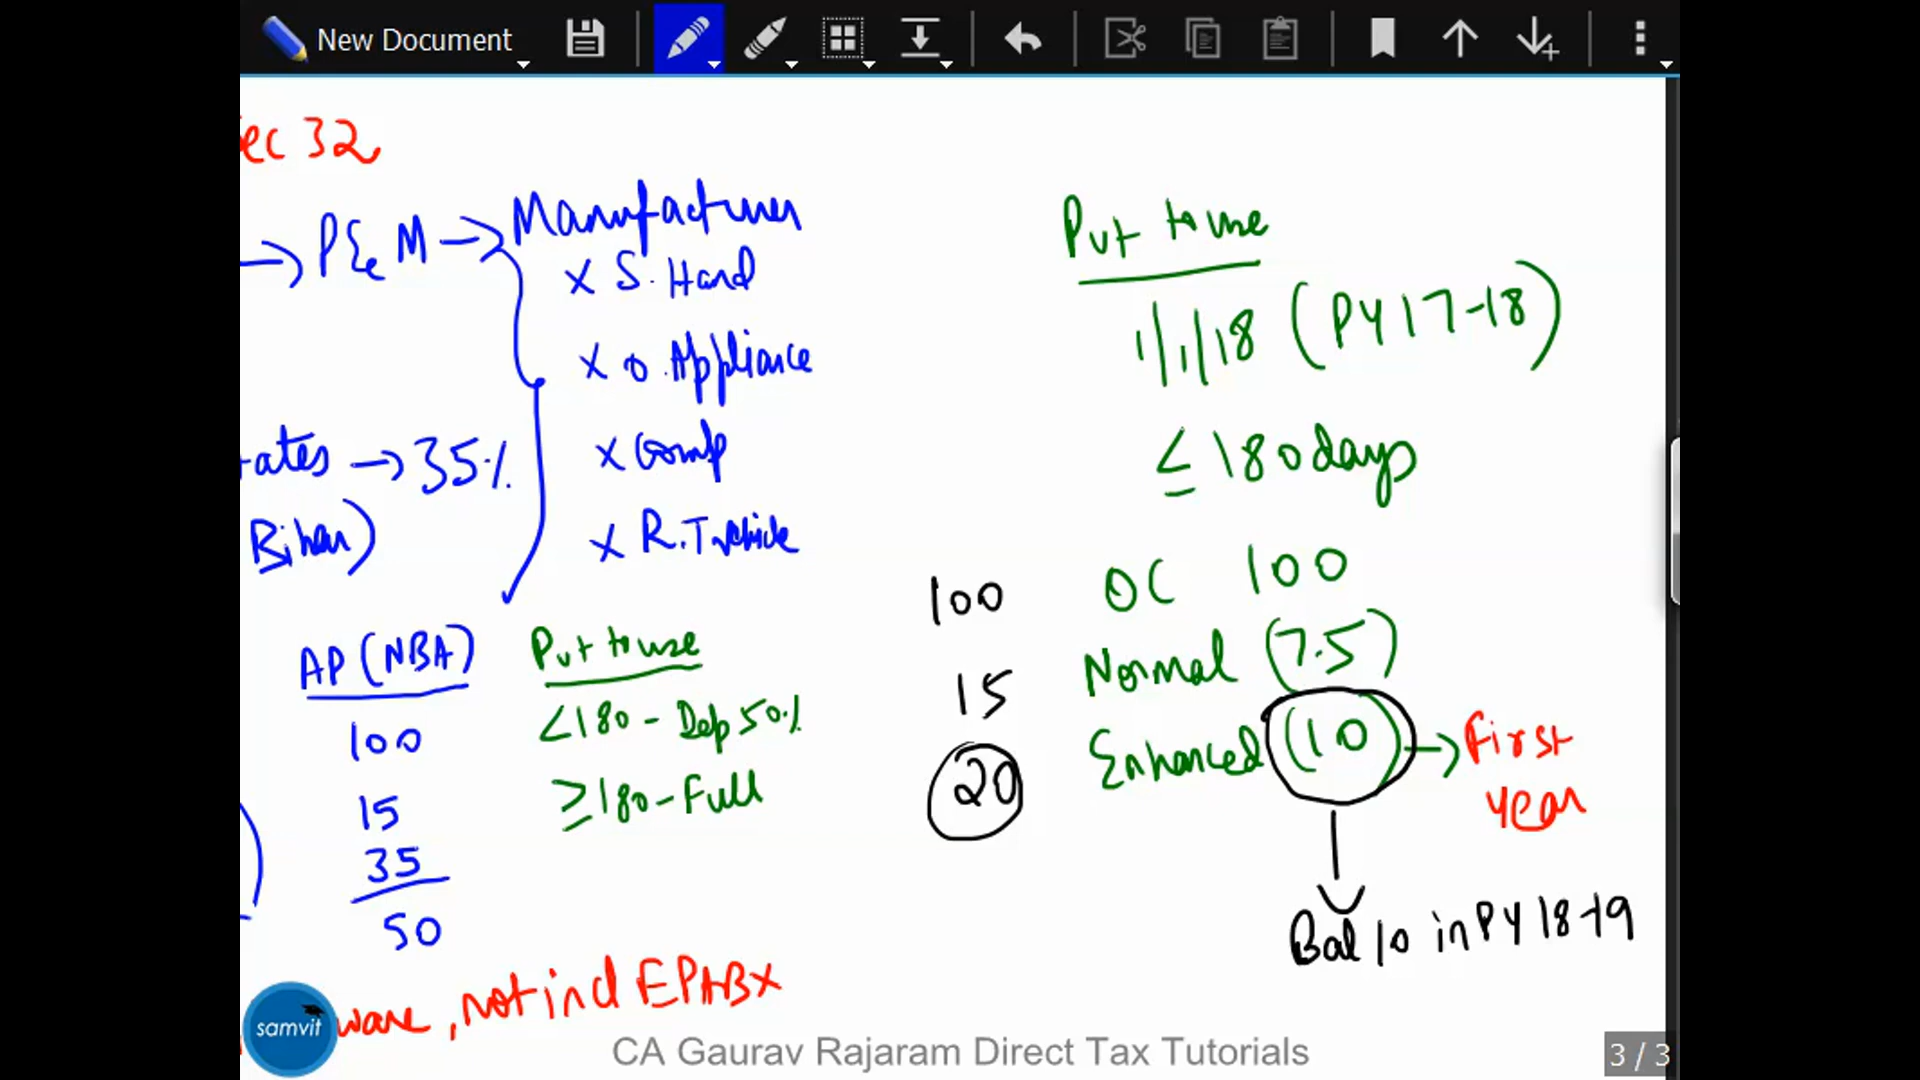 New Document
ec 32
P&M → Manufacturer
x S. Hand
x O. Appliance
x Comp
x R.T vehicle
rates → 35%
Bihar)
AP (NBA)
100
15
35
50
Put to use
<180 - Dep 50%
≥180 - Full
ware, not incl EPABX
Put to use
1/1/18 (PY 17-18)
≤ 180 days
100
15
20
OC 100
Normal (7.5)
Enhanced (10) → First year
Bal 10 in PY 18-19
samvit
CA Gaurav Rajaram Direct Tax Tutorials
3 / 3